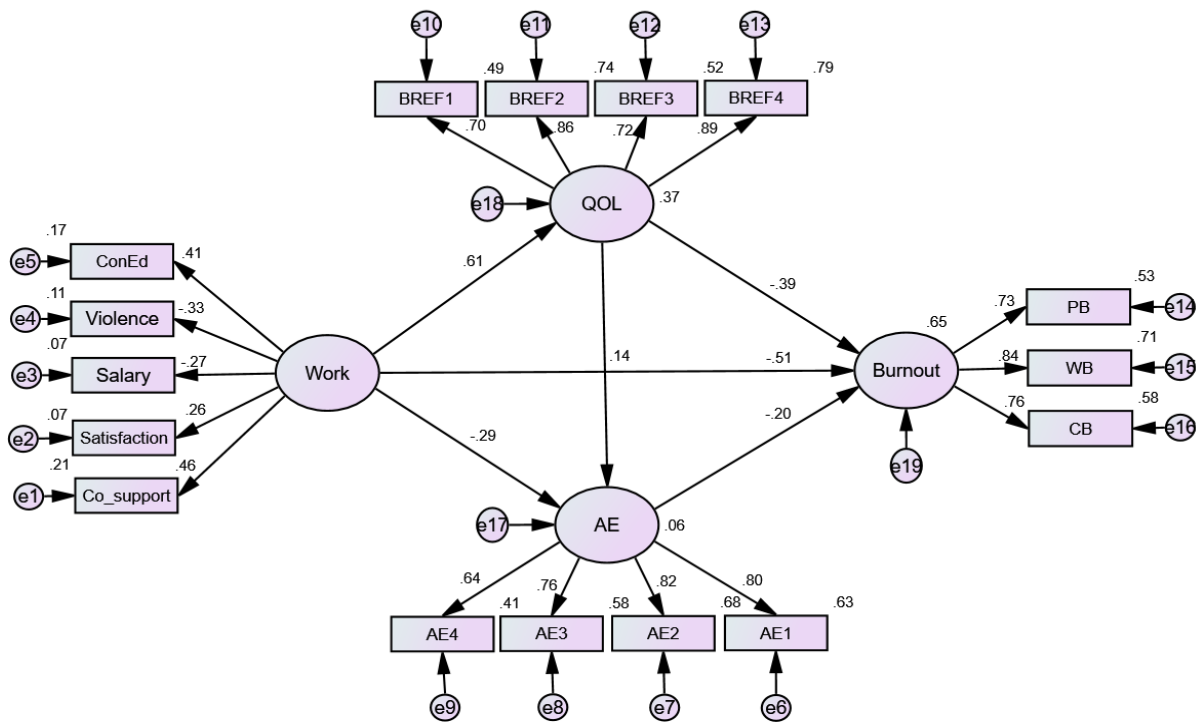 e10 e11 e12 e13
.49 .74 .52 .79
BREF1 BREF2 BREF3 BREF4
.70 .86 .72 .89
e18 QOL .37
.17
e5 ConEd .41
.61
-.39
.11
e4 Violence -.33
.53
.73 PB e14
.07
e3 Salary -.27
Work
.14
-.51
.65
Burnout
.71
.84 WB e15
.07
e2 Satisfaction .26
.58
.76 CB e16
.21
e1 Co_support .46
-.29
-.20
e19
e17 AE .06
.64 .76 .82 .80
.41 .58 .68 .63
AE4 AE3 AE2 AE1
e9 e8 e7 e6